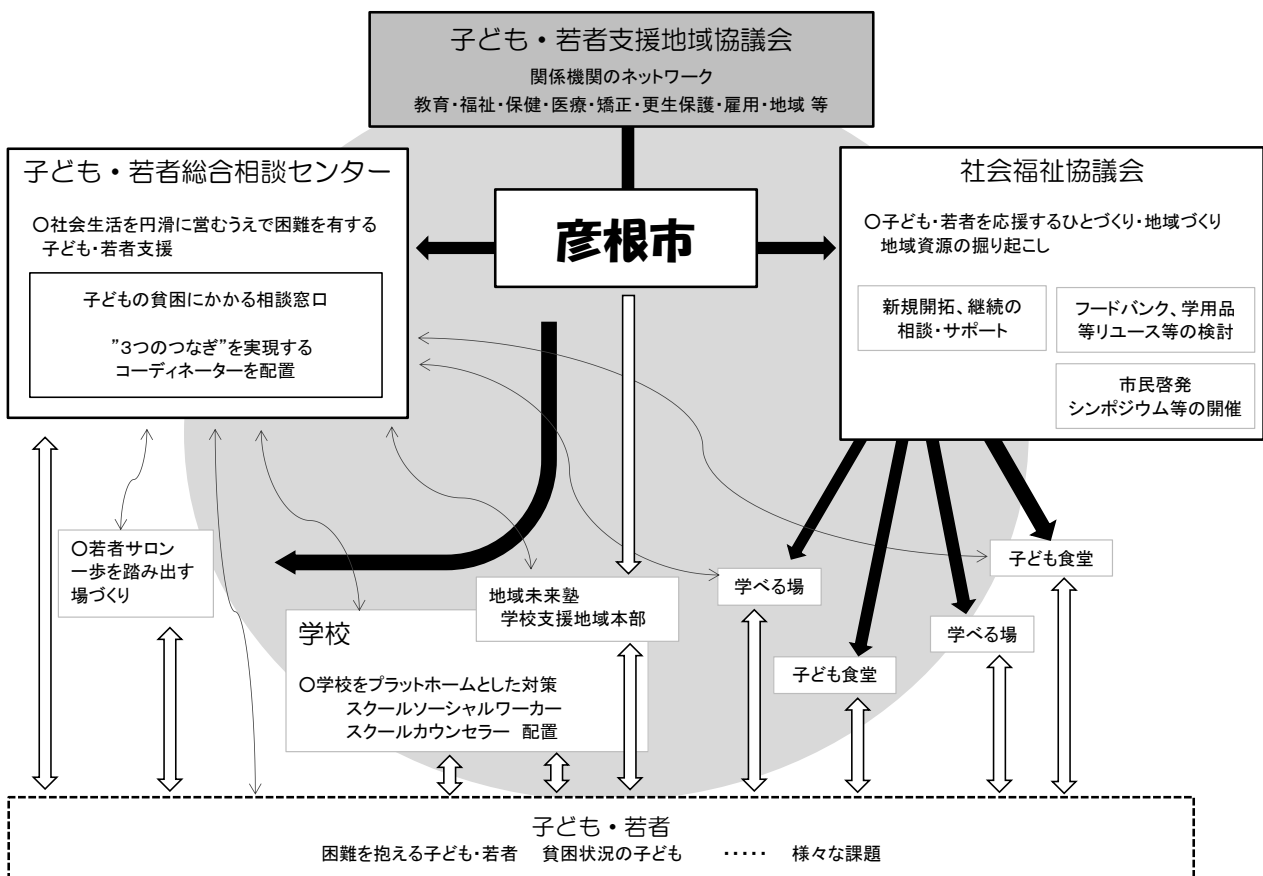 子ども・若者支援地域協議会
関係機関のネットワーク
教育・福祉・保健・医療・矯正・更生保護・雇用・地域 等
子ども・若者総合相談センター
○社会生活を円滑に営むうえで困難を有する
子ども・若者支援
子どもの貧困にかかる相談窓口
”3つのつなぎ”を実現する
コーディネーターを配置
彦根市
社会福祉協議会
○子ども・若者を応援するひとづくり・地域づくり
地域資源の掘り起こし
新規開拓、継続の
相談・サポート
フードバンク、学用品
等リユース等の検討
市民啓発
シンポジウム等の開催
○若者サロン
一歩を踏み出す
場づくり
学校
○学校をプラットホームとした対策
スクールソーシャルワーカー
スクールカウンセラー 配置
地域未来塾
学校支援地域本部
学べる場
子ども食堂
学べる場
子ども食堂
子ども・若者
困難を抱える子ども・若者 貧困状況の子ども ‥‥‥ 様々な課題